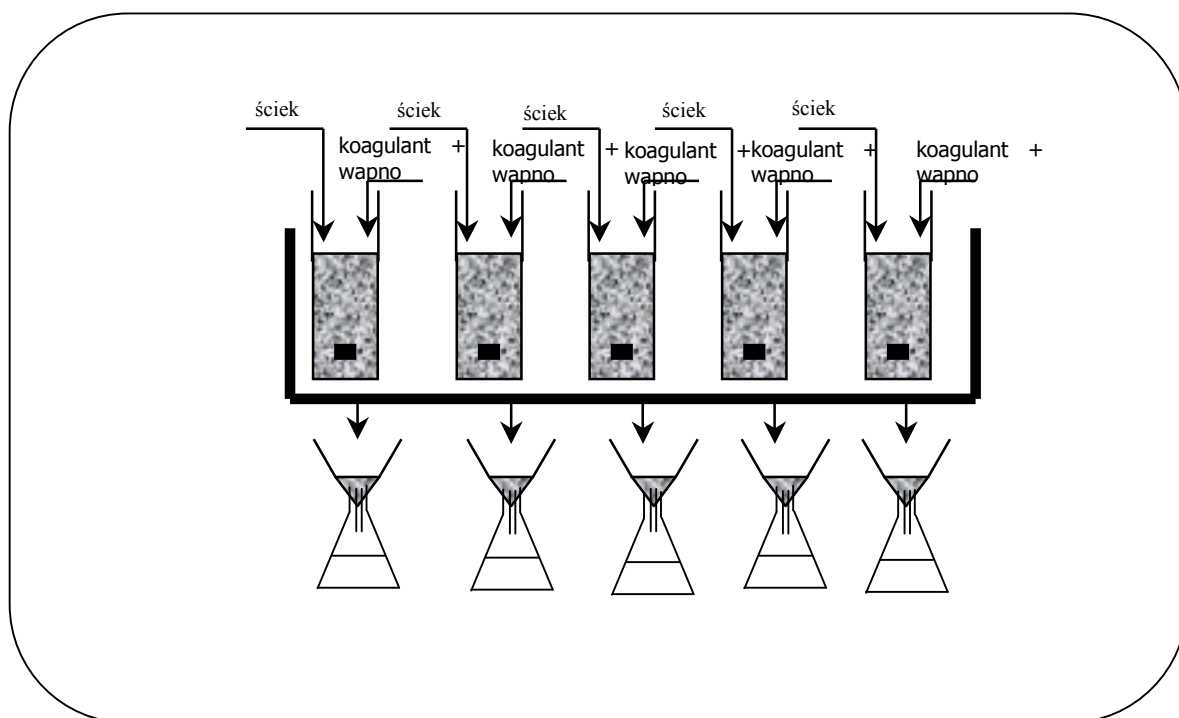 ściek
ściek
ściek
ściek
ściek
koagulant +
wapno
koagulant +
wapno
koagulant +
wapno
koagulant +
wapno
koagulant +
wapno